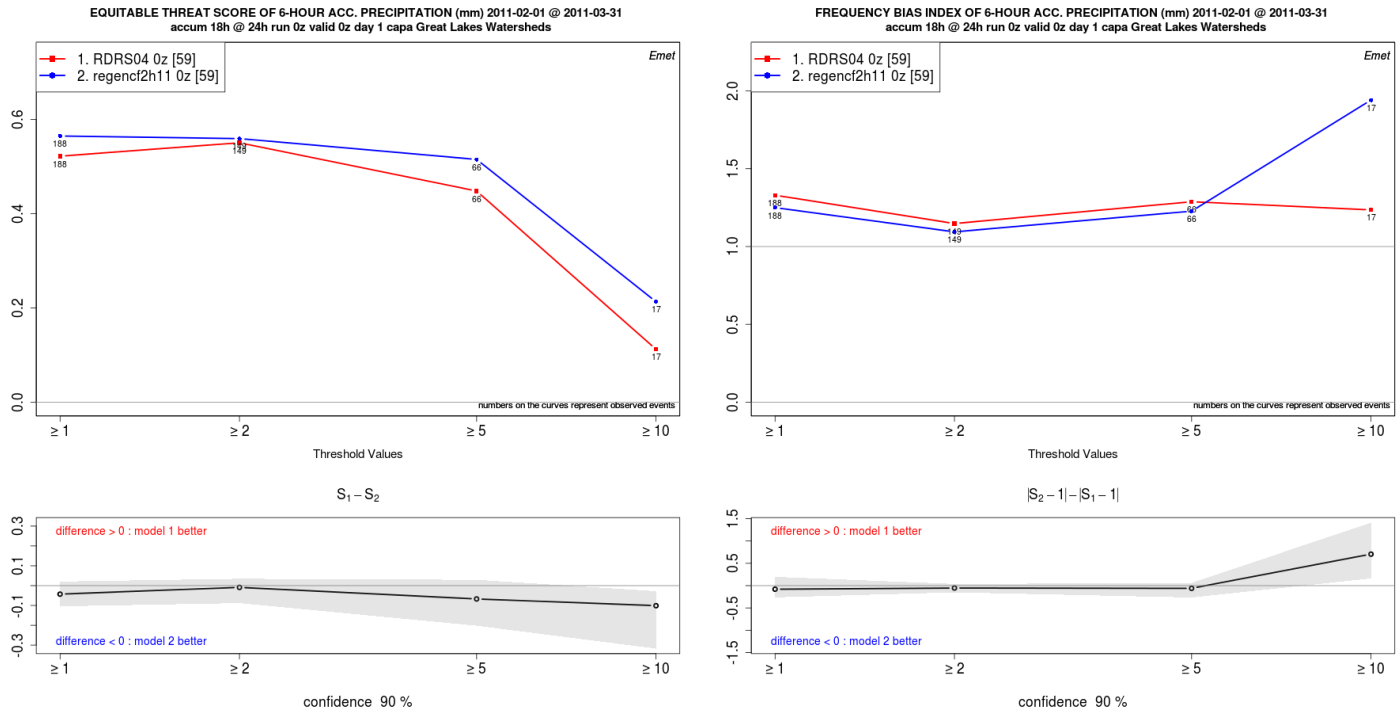 EQUITABLE THREAT SCORE OF 6-HOUR ACC. PRECIPITATION (mm) 2011-02-01 @ 2011-03-31
accum 18h @ 24h run 0z valid 0z day 1 capa Great Lakes Watersheds
1. RDRS04 0z [59]
2. regencf2h11 0z [59]
Emet
0.6
0.4
0.2
0.0
188
188
149
149
66
66
17
17
numbers on the curves represent observed events
≥ 1
≥ 2
≥ 5
≥ 10
Threshold Values
S1 − S2
0.3
0.1
-0.1
-0.3
difference > 0 : model 1 better
difference < 0 : model 2 better
≥ 1
≥ 2
≥ 5
≥ 10
confidence 90 %
FREQUENCY BIAS INDEX OF 6-HOUR ACC. PRECIPITATION (mm) 2011-02-01 @ 2011-03-31
accum 18h @ 24h run 0z valid 0z day 1 capa Great Lakes Watersheds
1. RDRS04 0z [59]
2. regencf2h11 0z [59]
Emet
2.0
1.5
1.0
0.5
0.0
188
188
149
149
66
66
17
17
numbers on the curves represent observed events
≥ 1
≥ 2
≥ 5
≥ 10
Threshold Values
|S2 − 1| − |S1 − 1|
1.5
0.5
-0.5
-1.5
difference > 0 : model 1 better
difference < 0 : model 2 better
≥ 1
≥ 2
≥ 5
≥ 10
confidence 90 %